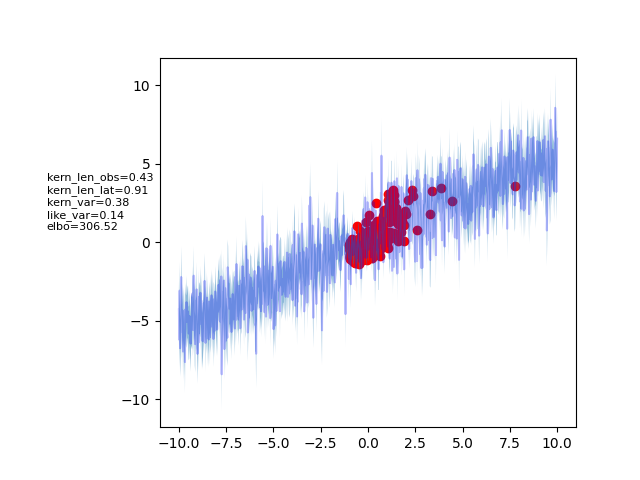 10
5
0
−5
−10
kern_len_obs=0.43
kern_len_lat=0.91
kern_var=0.38
like_var=0.14
elbo=306.52
−10.0 −7.5 −5.0 −2.5 0.0 2.5 5.0 7.5 10.0